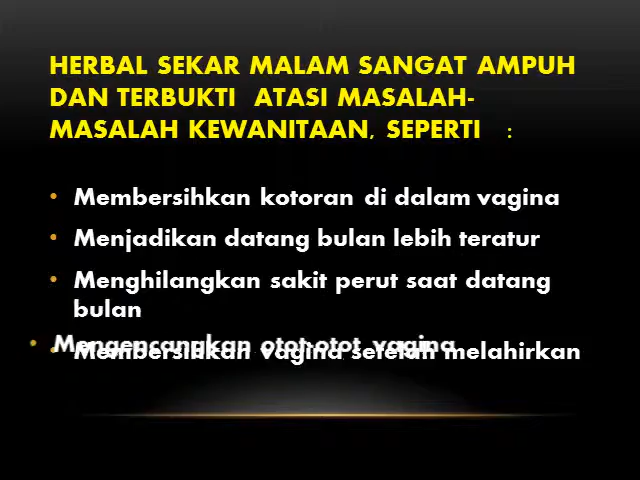 HERBAL SEKAR MALAM SANGAT AMPUH
DAN TERBUKTI ATASI MASALAH-
MASALAH KEWANITAAN, SEPERTI :
• Membersihkan kotoran di dalam vagina
• Menjadikan datang bulan lebih teratur
• Menghilangkan sakit perut saat datang
bulan
• Mengencangkan otot-otot vagina
• Membersihkan vagina setelah melahirkan